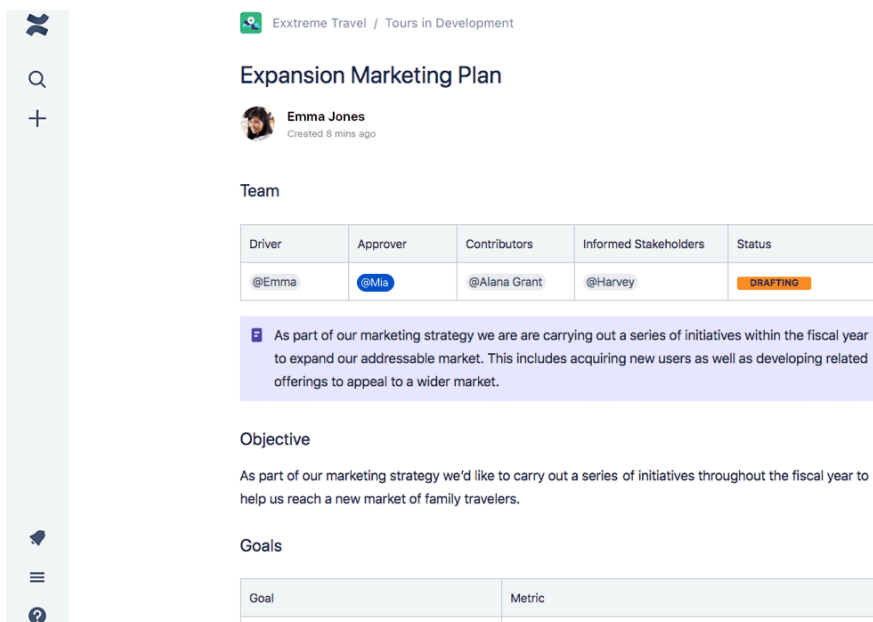 Exxtreme Travel / Tours in Development
Expansion Marketing Plan
Emma Jones
Created 8 mins ago
Team
Driver Approver Contributors Informed Stakeholders Status
@Emma @Mia @Alana Grant @Harvey DRAFTING
As part of our marketing strategy we are are carrying out a series of initiatives within the fiscal year
to expand our addressable market. This includes acquiring new users as well as developing related
offerings to appeal to a wider market.
Objective
As part of our marketing strategy we'd like to carry out a series of initiatives throughout the fiscal year to
help us reach a new market of family travelers.
Goals
Goal Metric